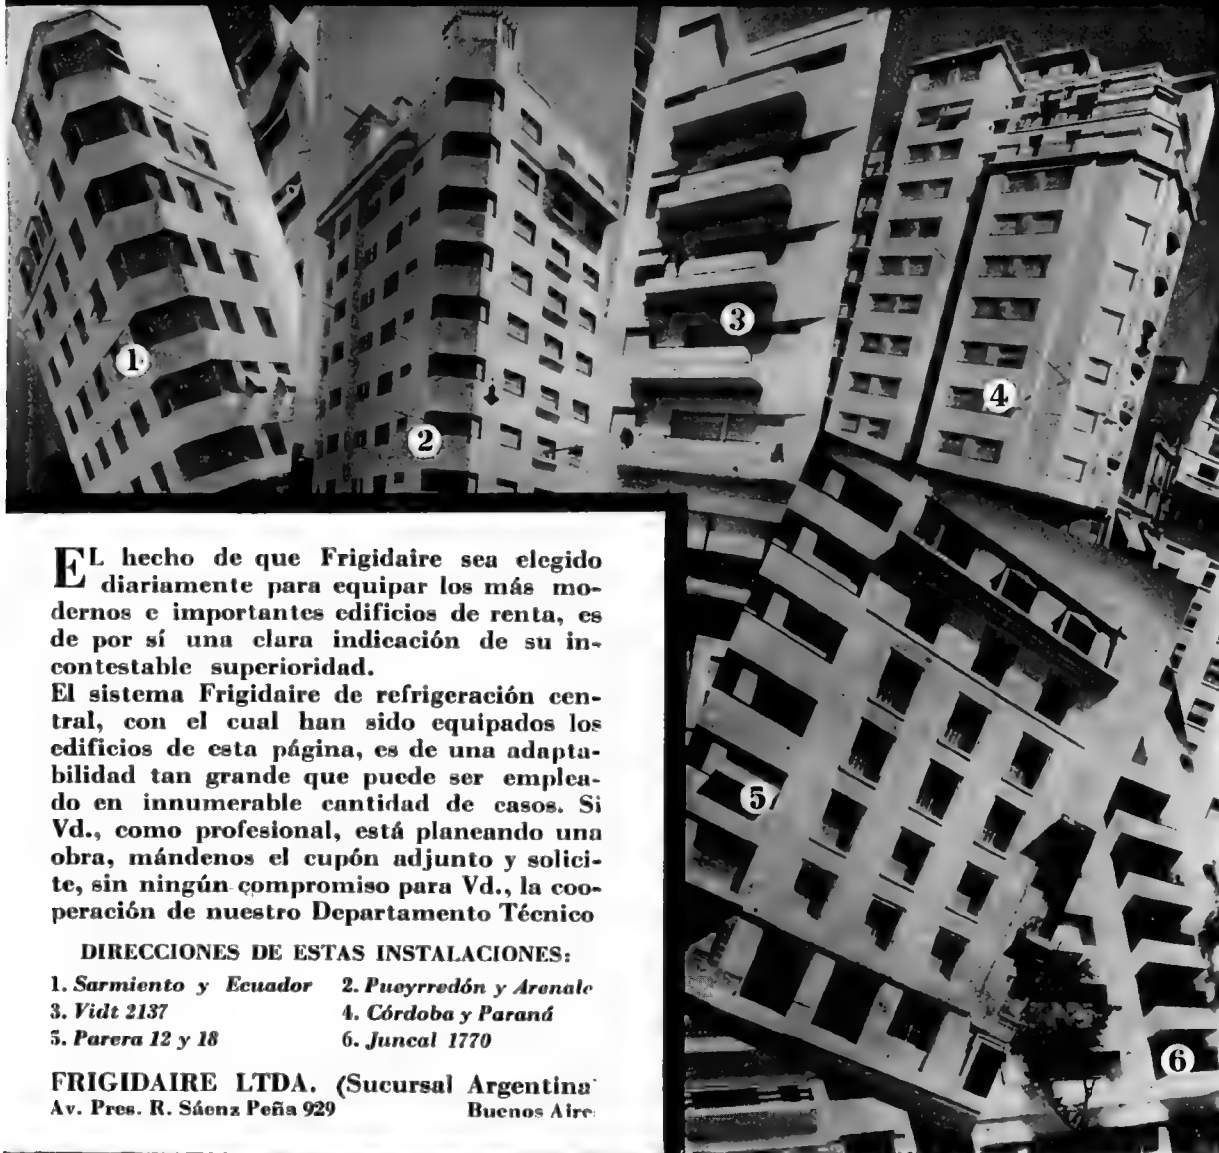 1
2
3
4
EL hecho de que Frigidaire sea elegido
diariamente para equipar los más mo-
dernos e importantes edificios de renta, es
de por sí una clara indicación de su in-
contestable superioridad.
El sistema Frigidaire de refrigeración cen-
tral, con el cual han sido equipados los
edificios de esta página, es de una adapta-
bilidad tan grande que puede ser emplea-
do en innumerable cantidad de casos. Si
Vd., como profesional, está planeando una
obra, mándenos el cupón adjunto y solici-
te, sin ningún compromiso para Vd., la coo-
peración de nuestro Departamento Técnico
5
DIRECCIONES DE ESTAS INSTALACIONES:
1. Sarmiento y Ecuador 2. Pueyrredón y Arenale
3. Vidt 2137 4. Córdoba y Paraná
5. Parera 12 y 18 6. Juncal 1770
6
FRIGIDAIRE LTDA. (Sucursal Argentina
Av. Pres. R. Sáenz Peña 929 Buenos Aire